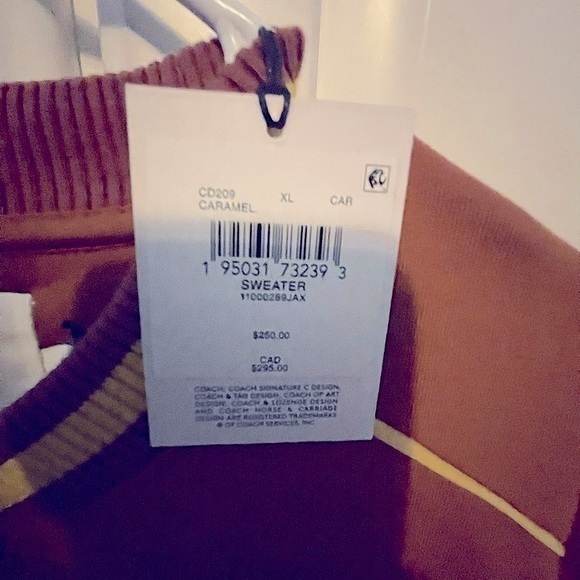 CD209 XL CAR
CARAMEL
1 95031 73239 3
SWEATER
$250.00
CAD
$295.00
COACH, COACH SIGNATURE C DESIGN,
COACH & TAG DESIGN, COACH OP ART
DESIGN, COACH & LOZENGE DESIGN
AND COACH HORSE & CARRIAGE
DESIGN ARE REGISTERED TRADEMARKS
® OF COACH SERVICES, INC.